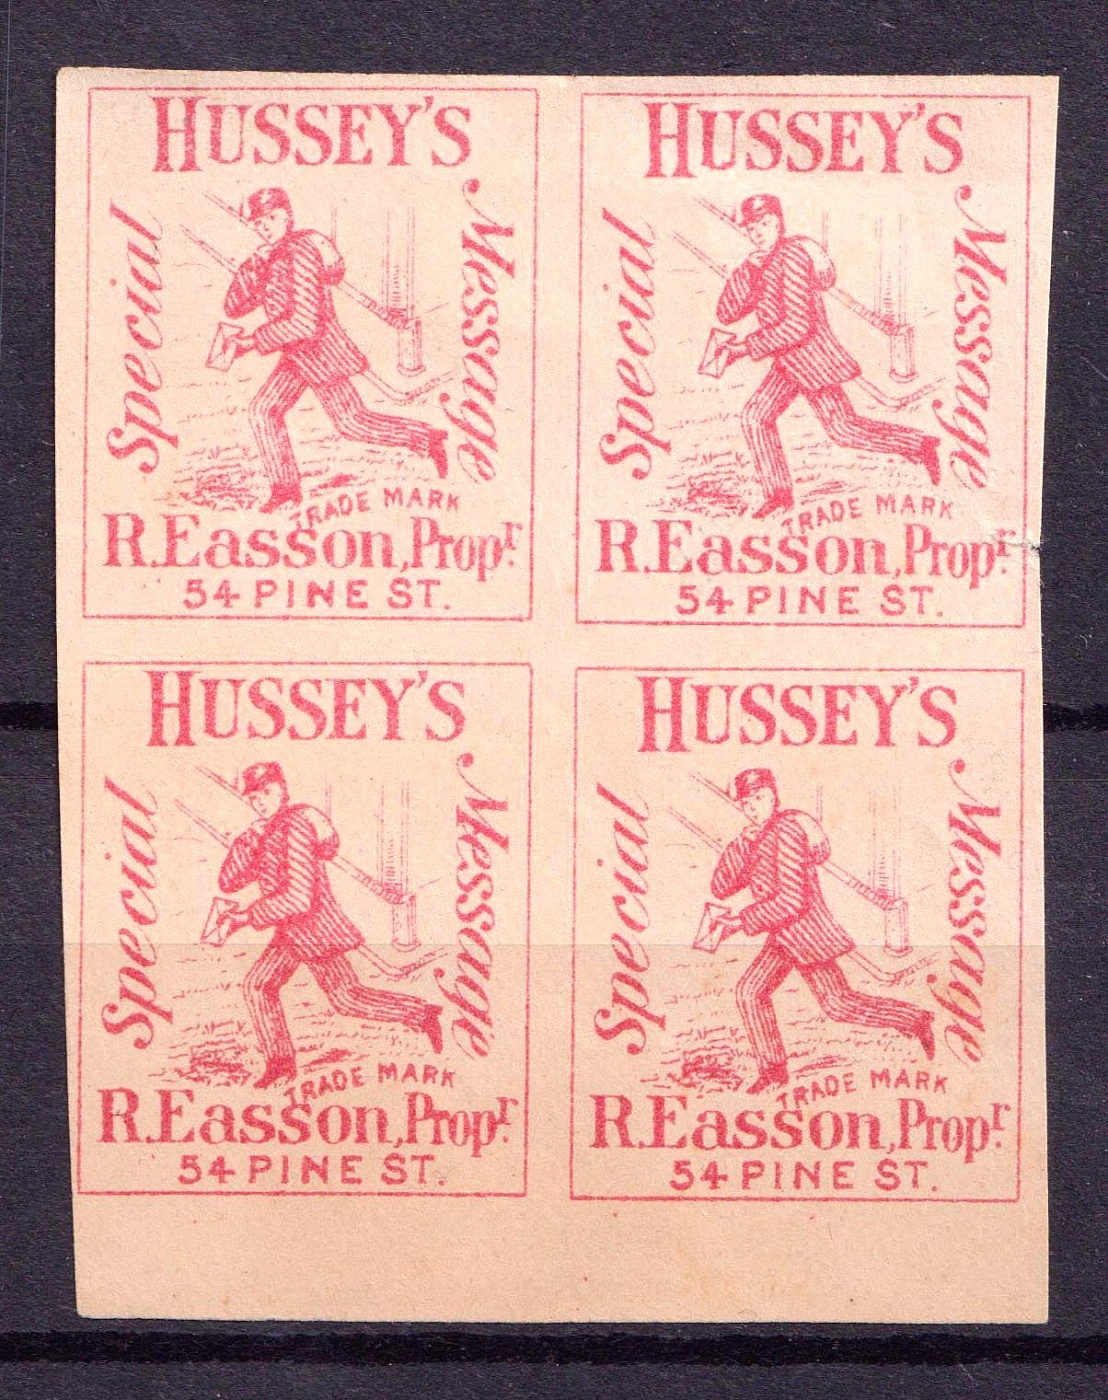 HUSSEY'S
Special
Message
TRADE MARK
R.Easson, Propr.
54 PINE ST.
HUSSEY'S
Special
Message
TRADE MARK
R.Easson, Propr.
54 PINE ST.
HUSSEY'S
Special
Message
TRADE MARK
R.Easson, Propr.
54 PINE ST.
HUSSEY'S
Special
Message
TRADE MARK
R.Easson, Propr.
54 PINE ST.